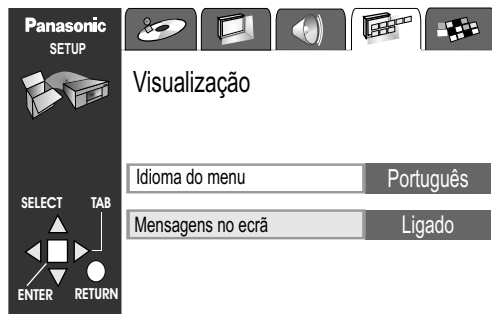 Panasonic
SETUP
Visualização
Idioma do menu Português
Mensagens no ecrã Ligado
SELECT TAB
ENTER RETURN